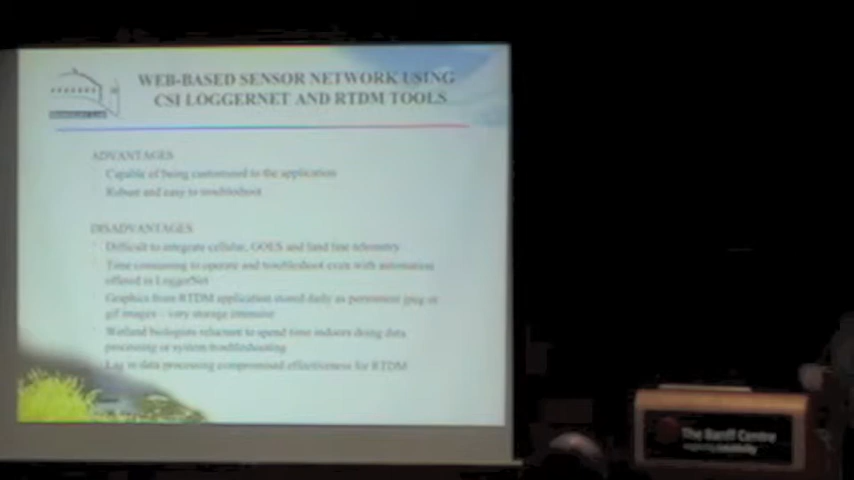 WEB-BASED SENSOR NETWORK USING
CSI LOGGERNET AND RTDM TOOLS
ADVANTAGES
Capable of being customized to the application
Robust and easy to troubleshoot
DISADVANTAGES
Difficult to integrate cellular, GOES and land line telemetry
Time consuming to operate and troubleshoot even with automation
offered in LoggerNet
Graphics from RTDM application stored daily as permanent jpeg or
gif images - very storage intensive
Wetland biologists reluctant to spend time indoors doing data
processing or system troubleshooting
Lag in data processing compromised effectiveness for RTDM
The Banff Centre